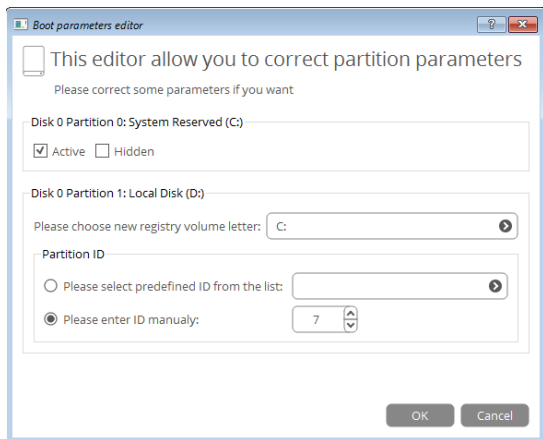 Boot parameters editor
This editor allow you to correct partition parameters
Please correct some parameters if you want
Disk 0 Partition 0: System Reserved (C:)
Active Hidden
Disk 0 Partition 1: Local Disk (D:)
Please choose new registry volume letter: C:
Partition ID
Please select predefined ID from the list:
Please enter ID manualy: 7
OK Cancel